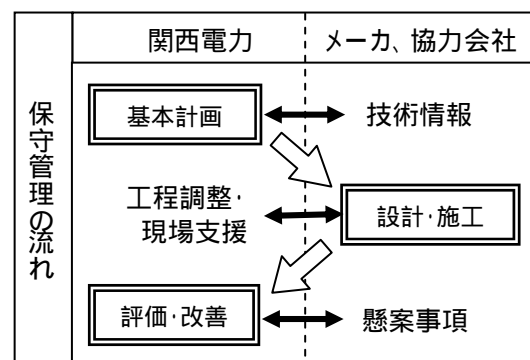 関西電力
メーカ、協力会社
保守管理の流れ
基本計画
技術情報
工程調整・
現場支援
設計・施工
評価・改善
懸案事項